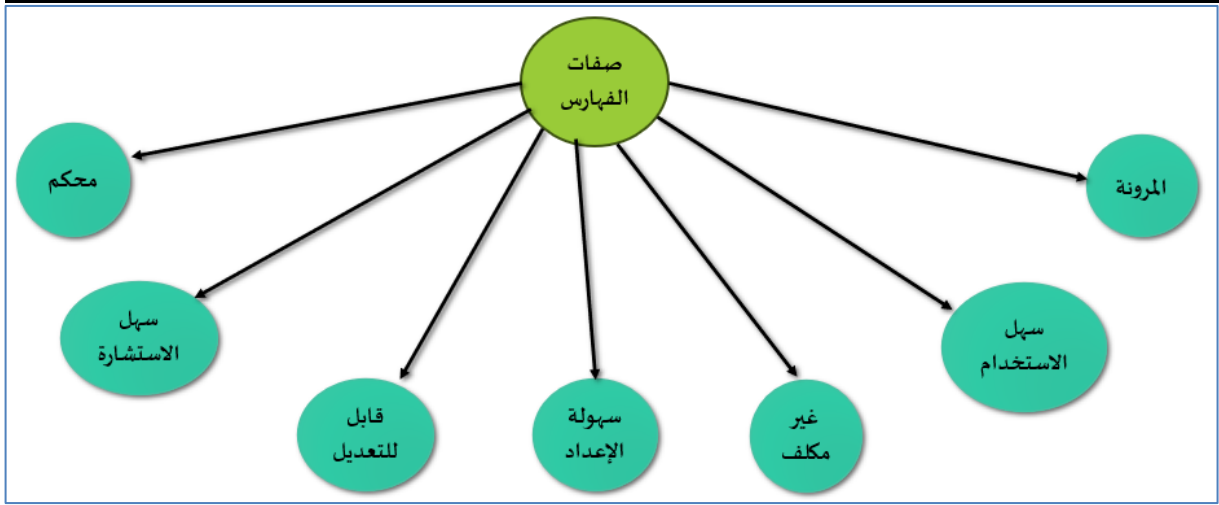 صفات
الفهارس
المرونة
سهل
الاستخدام
غير
مكلف
سهولة
الإعداد
قابل
للتعديل
سهل
الاستشارة
محكم